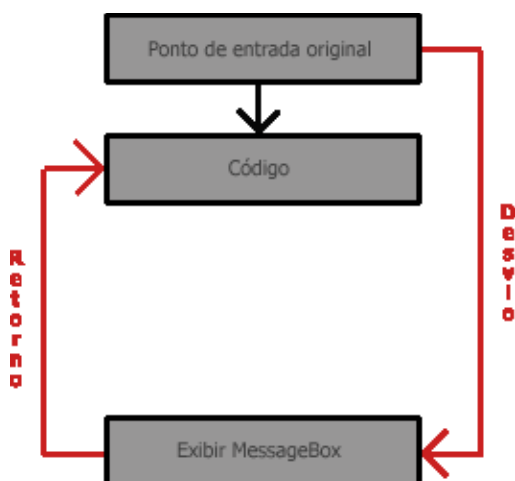 Ponto de entrada original
Código
Desvio
Retorno
Exibir MessageBox